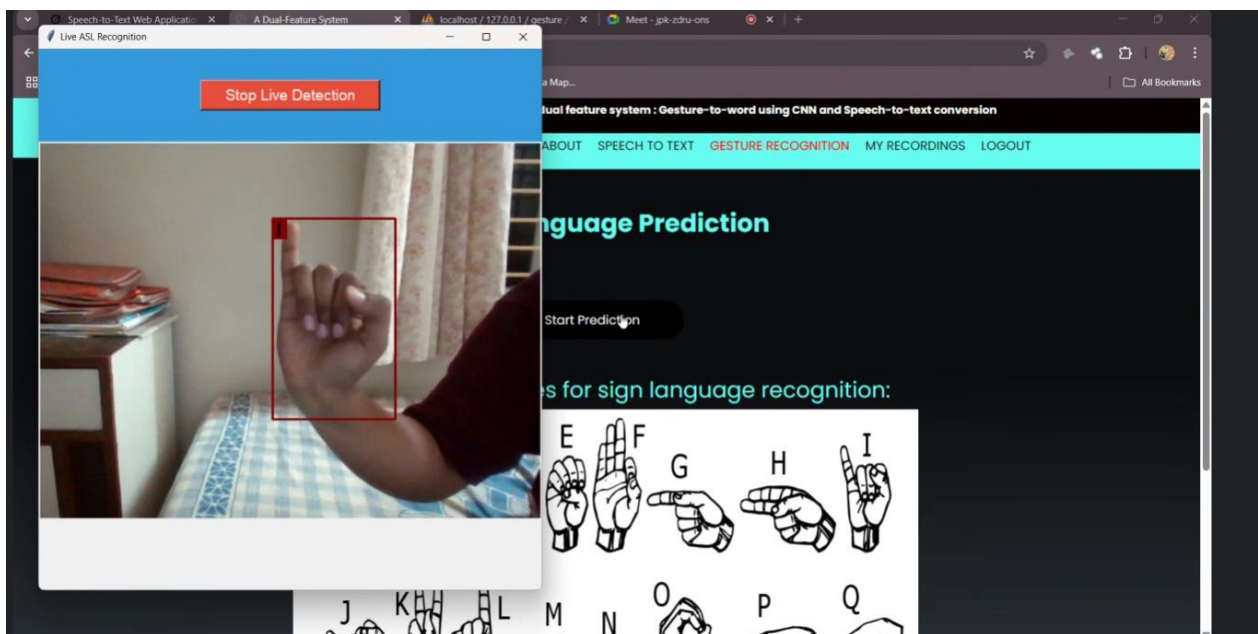 Speech-to-Text Web Applicatio
A Dual-Feature System
localhost / 127.0.0.1 / gesture /
Meet - jpk-zdru-ons
Live ASL Recognition
a Map...
All Bookmarks
Stop Live Detection
dual feature system : Gesture-to-word using CNN and Speech-to-text conversion
ABOUT SPEECH TO TEXT GESTURE RECOGNITION MY RECORDINGS LOGOUT
nguage Prediction
I
Start Prediction
es for sign language recognition:
E F G H I
J K L M N O P Q